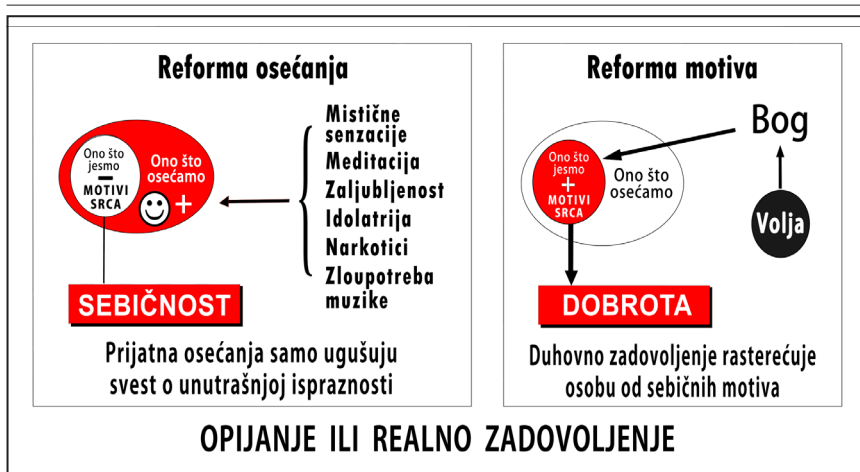 Reforma osećanja
Ono što
jesmo
–
MOTIVI
SRCA
Ono što
osećamo
+
Mistične
senzacije
Meditacija
Zaljubljenost
Idolatrija
Narkotici
Zloupotreba
muzike
SEBIČNOST
Prijatna osećanja samo ugušuju
svest o unutrašnjoj ispraznosti
Reforma motiva
Bog
Ono što
jesmo
+
MOTIVI
SRCA
Ono što
osećamo
Volja
DOBROTA
Duhovno zadovoljenje rasterećuje
osobu od sebičnih motiva
OPIJANJE ILI REALNO ZADOVOLJENJE